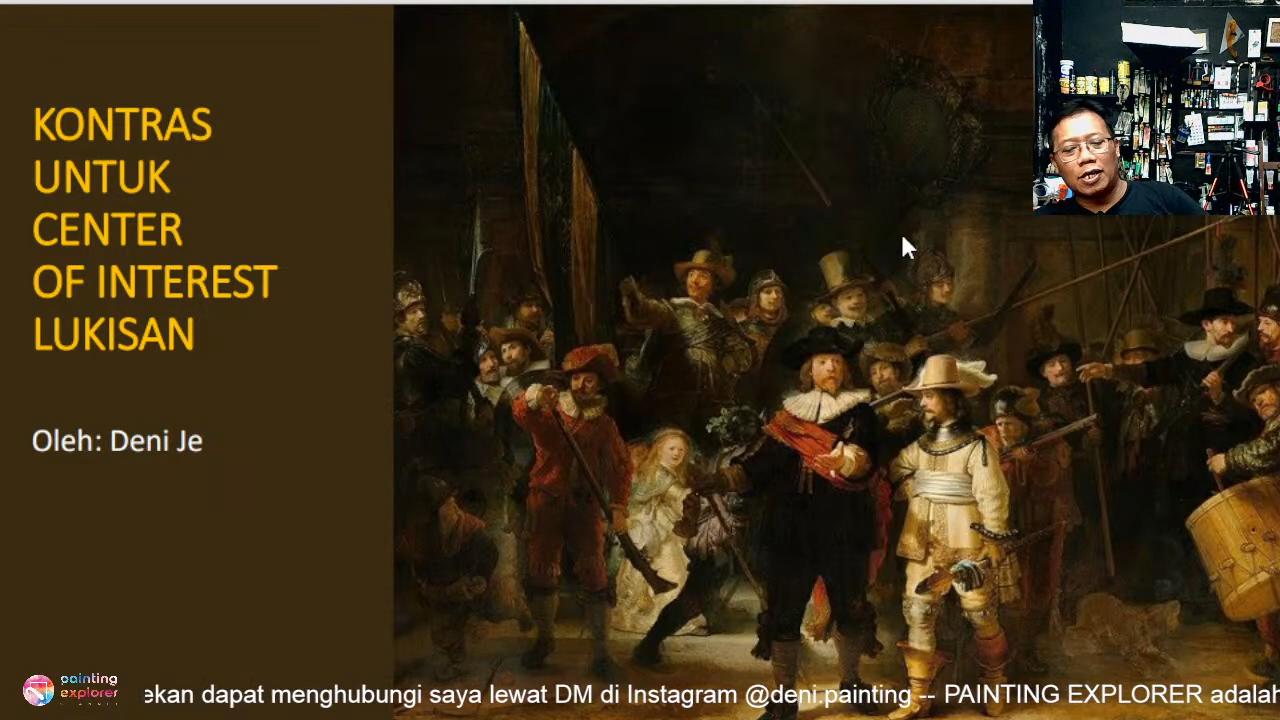 KONTRAS
UNTUK
CENTER
OF INTEREST
LUKISAN
Oleh: Deni Je
painting
explorer
ekan dapat menghubungi saya lewat DM di Instagram @deni.painting -- PAINTING EXPLORER adalah